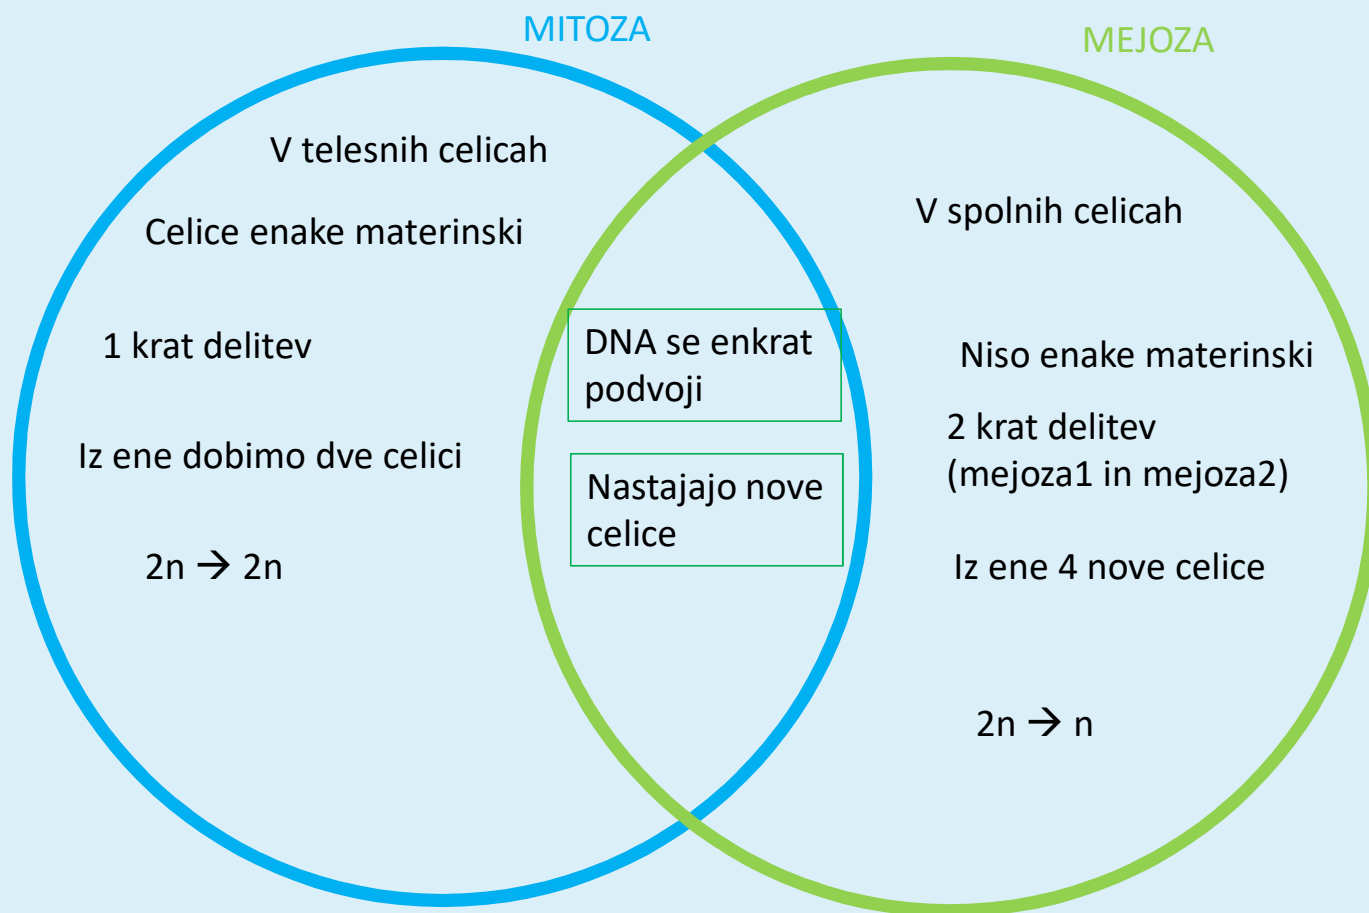 MITOZA
MEJOZA
V telesnih celicah
Celice enake materinski
1 krat delitev
Iz ene dobimo dve celici
2n → 2n
DNA se enkrat
podvoji
Nastajajo nove
celice
V spolnih celicah
Niso enake materinski
2 krat delitev
(mejoza1 in mejoza2)
Iz ene 4 nove celice
2n → n